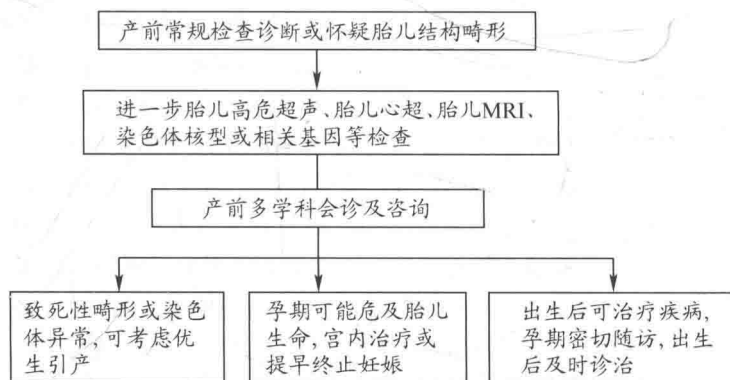 产前常规检查诊断或怀疑胎儿结构畸形
进一步胎儿高危超声、胎儿心超、胎儿MRI、
染色体核型或相关基因等检查
产前多学科会诊及咨询
致死性畸形或染色
体异常,可考虑优
生引产
孕期可能危及胎儿
生命,宫内治疗或
提早终止妊娠
出生后可治疗疾病,
孕期密切随访,出生
后及时诊治